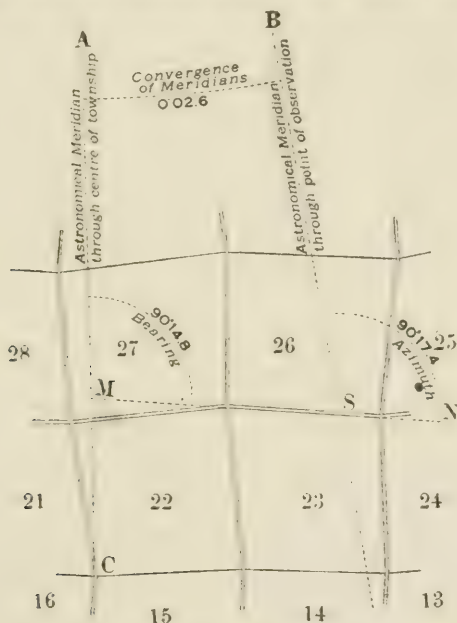 A
B
Convergence
of Meridians
0°02.6
Astronomical Meridian
through centre of township
Astronomical Meridian
through point of observation
28
27
90°14.8
Bearing
26
90°17.4
Azimuth
25
M
S
N
21
22
23
24
C
16
15
14
13